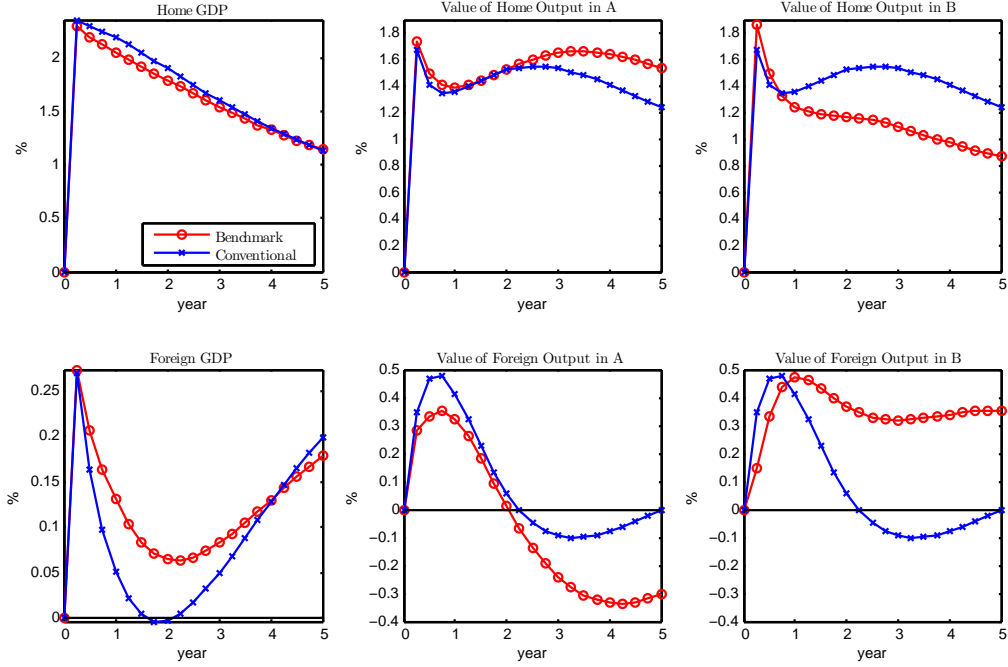 Home GDP
%
2
1.5
1
0.5
0
0 1 2 3 4 5
year
Benchmark
Conventional
Value of Home Output in A
%
1.8
1.6
1.4
1.2
1
0.8
0.6
0.4
0.2
0
0 1 2 3 4 5
year
Value of Home Output in B
%
1.8
1.6
1.4
1.2
1
0.8
0.6
0.4
0.2
0
0 1 2 3 4 5
year
Foreign GDP
%
0.25
0.2
0.15
0.1
0.05
0
0 1 2 3 4 5
year
Value of Foreign Output in A
%
0.5
0.4
0.3
0.2
0.1
0
−0.1
−0.2
−0.3
−0.4
0 1 2 3 4 5
year
Value of Foreign Output in B
%
0.5
0.4
0.3
0.2
0.1
0
−0.1
−0.2
−0.3
−0.4
0 1 2 3 4 5
year